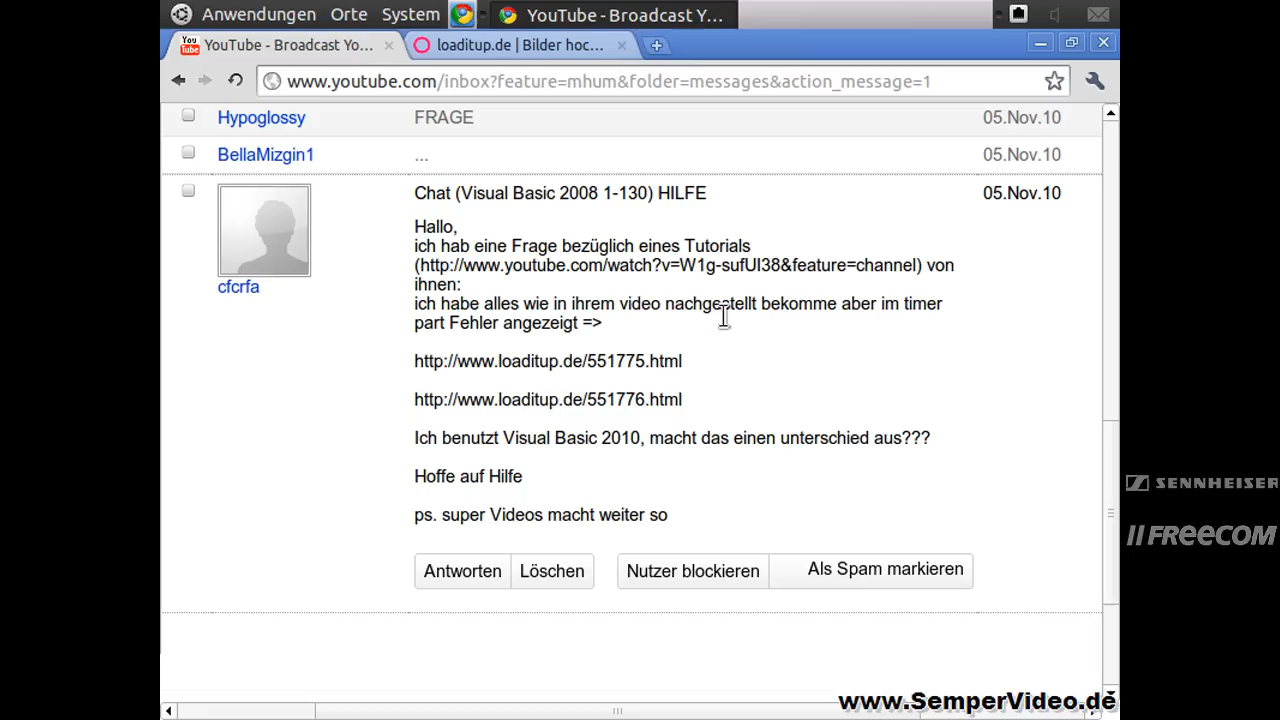 Anwendungen Orte System YouTube - Broadcast Y...
YouTube - Broadcast Yo... loaditup.de | Bilder hoc...
www.youtube.com/inbox?feature=mhum&folder=messages&action_message=1
Hypoglossy FRAGE 05.Nov.10
BellaMizgin1 ... 05.Nov.10
Chat (Visual Basic 2008 1-130) HILFE 05.Nov.10
cfcrfa
Hallo,
ich hab eine Frage bezüglich eines Tutorials
(http://www.youtube.com/watch?v=W1g-sufUI38&feature=channel) von
ihnen:
ich habe alles wie in ihrem video nachgestellt bekomme aber im timer
part Fehler angezeigt =>
http://www.loaditup.de/551775.html
http://www.loaditup.de/551776.html
Ich benutzt Visual Basic 2010, macht das einen unterschied aus???
Hoffe auf Hilfe
ps. super Videos macht weiter so
Antworten Löschen Nutzer blockieren Als Spam markieren
SENNHEISER
FREECOM
www.SemperVideo.de